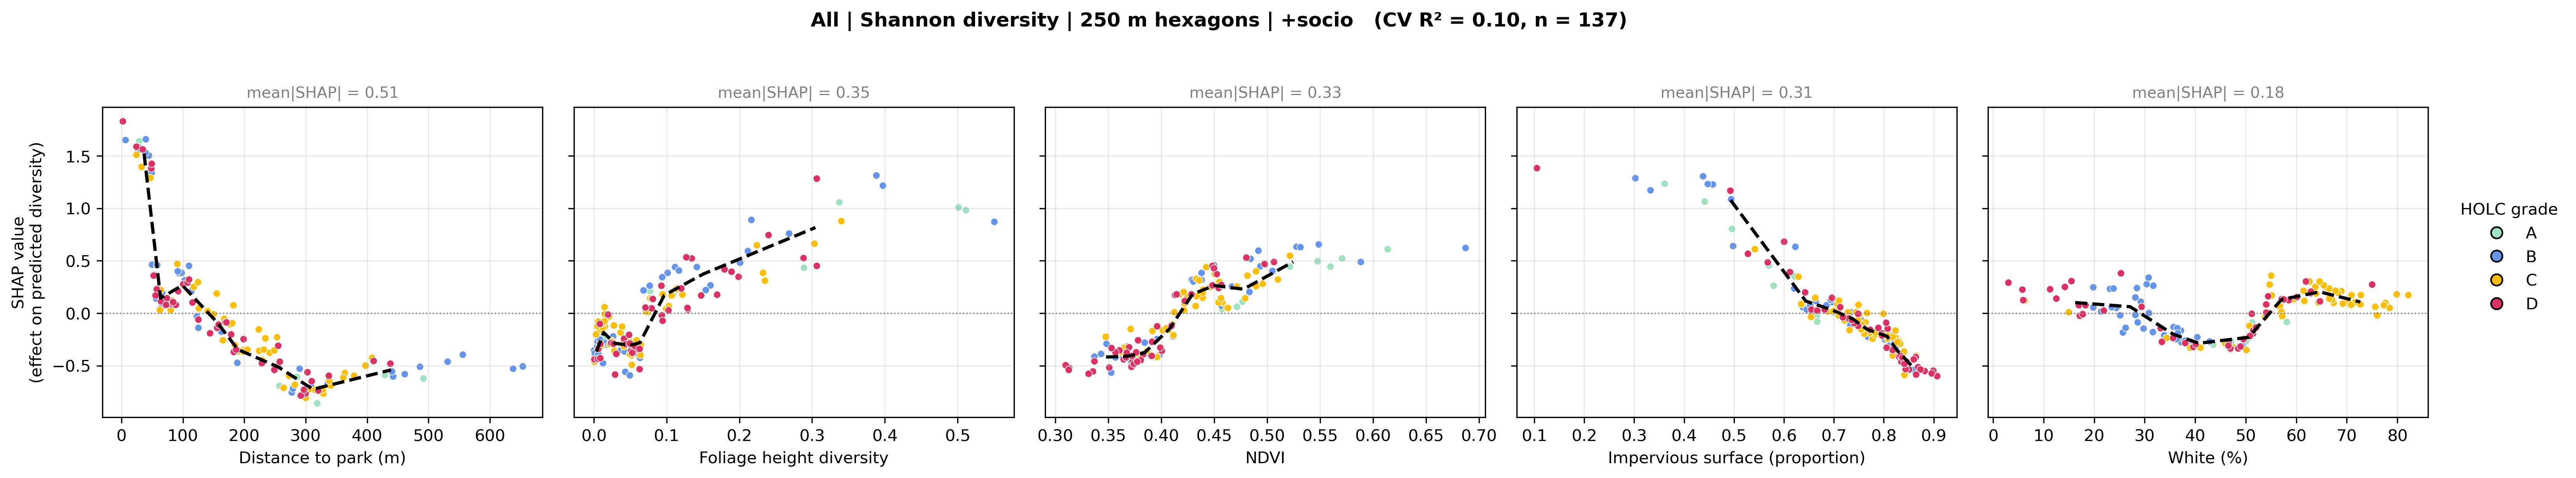 All | Shannon diversity | 250 m hexagons | +socio   (CV R² = 0.10, n = 137)
mean|SHAP| = 0.51
mean|SHAP| = 0.35
mean|SHAP| = 0.33
mean|SHAP| = 0.31
mean|SHAP| = 0.18
SHAP value
(effect on predicted diversity)
1.5
1.0
0.5
0.0
−0.5
0 100 200 300 400 500 600
Distance to park (m)
0.0 0.1 0.2 0.3 0.4 0.5
Foliage height diversity
0.30 0.35 0.40 0.45 0.50 0.55 0.60 0.65 0.70
NDVI
0.1 0.2 0.3 0.4 0.5 0.6 0.7 0.8 0.9
Impervious surface (proportion)
0 10 20 30 40 50 60 70 80
White (%)
HOLC grade
A
B
C
D